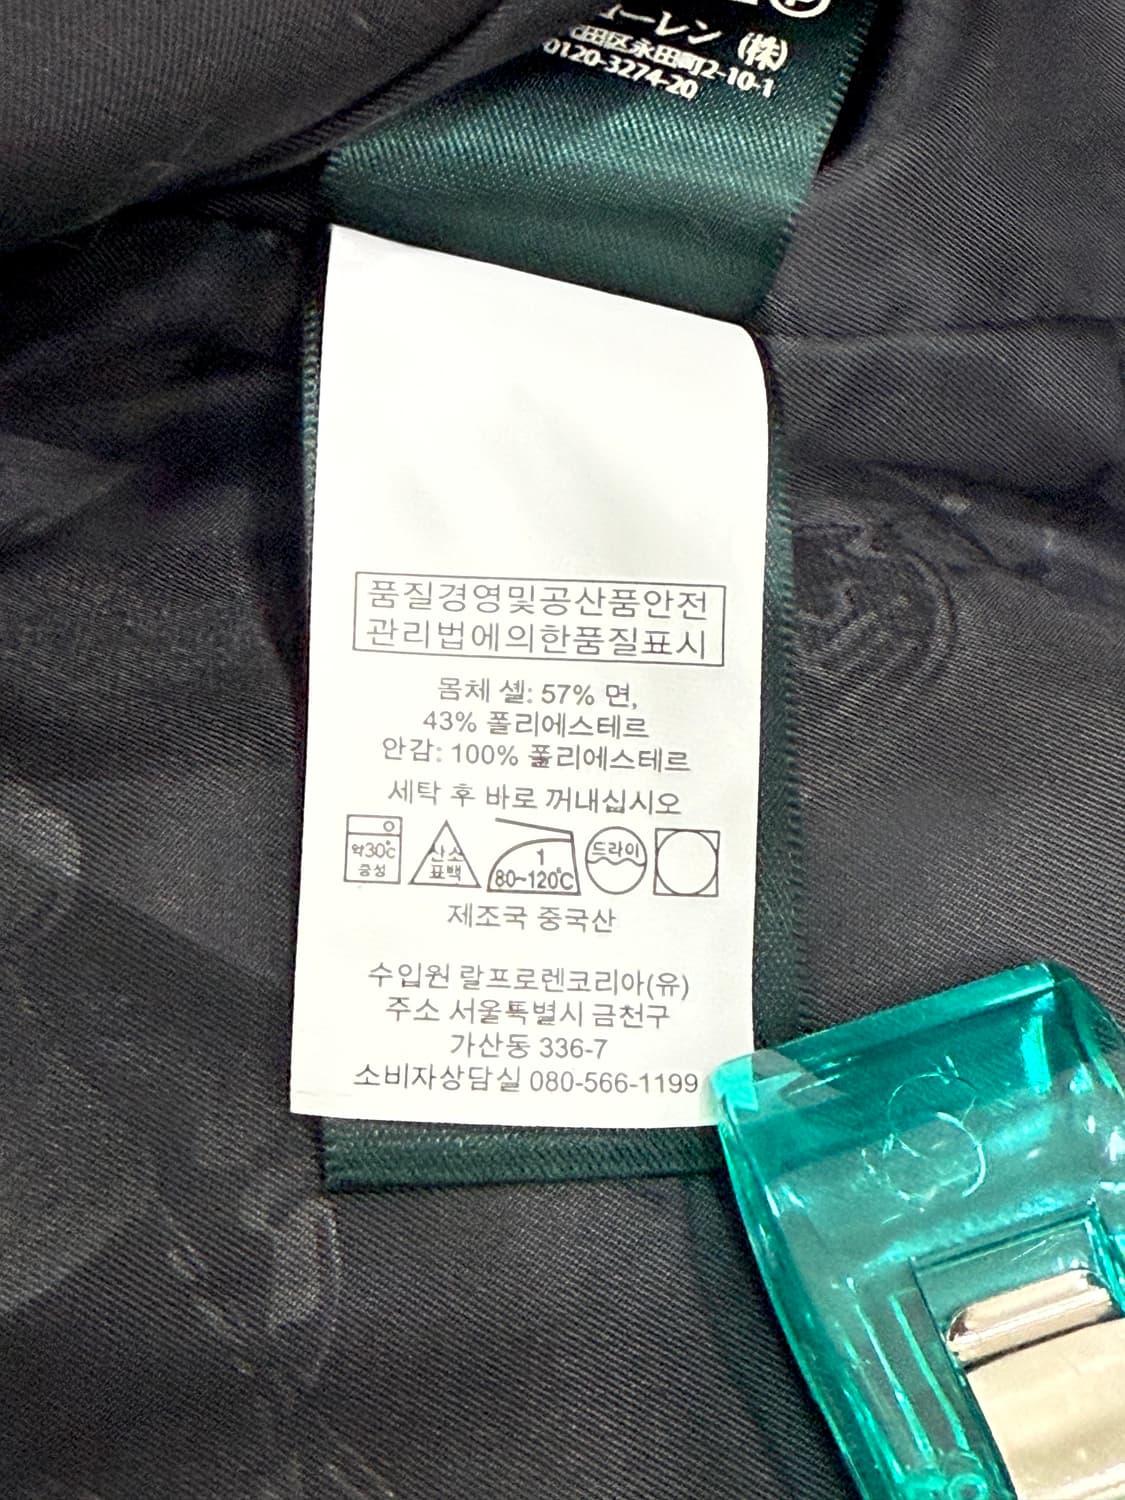 ーレン (株)
田区永田町2-10-1
0120-3274-20
품질경영및공산품안전
관리법에의한품질표시
몸체 셸: 57% 면,
43% 폴리에스테르
안감: 100% 폴리에스테르
세탁 후 바로 꺼내십시오
약30℃
중성
산소
표백
1
80~120℃
드라이
제조국 중국산
수입원 랄프로렌코리아(유)
주소 서울특별시 금천구
가산동 336-7
소비자상담실 080-566-1199